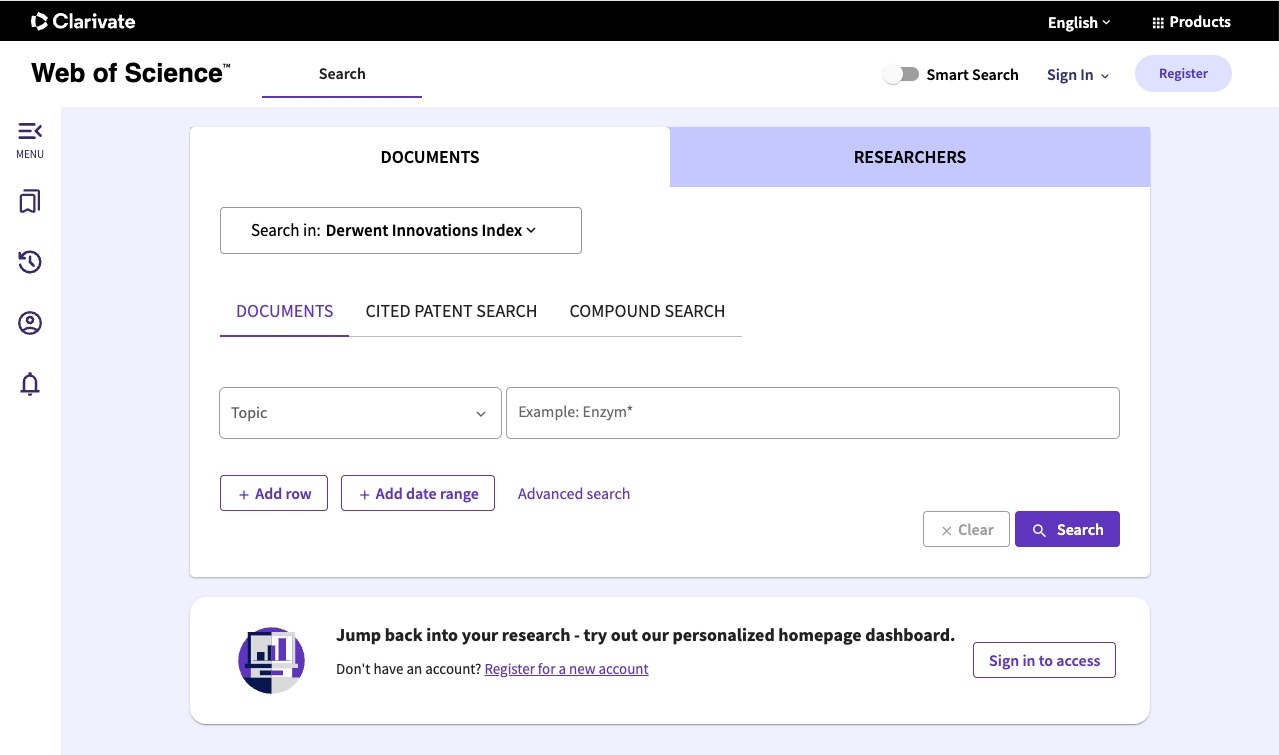 Clarivate
English
Products
Web of Science™
Search
Smart Search
Sign In
Register
MENU
DOCUMENTS
RESEARCHERS
Search in: Derwent Innovations Index
DOCUMENTS
CITED PATENT SEARCH
COMPOUND SEARCH
Topic
Example: Enzym*
+ Add row
+ Add date range
Advanced search
× Clear
Search
Jump back into your research - try out our personalized homepage dashboard.
Don't have an account? Register for a new account
Sign in to access